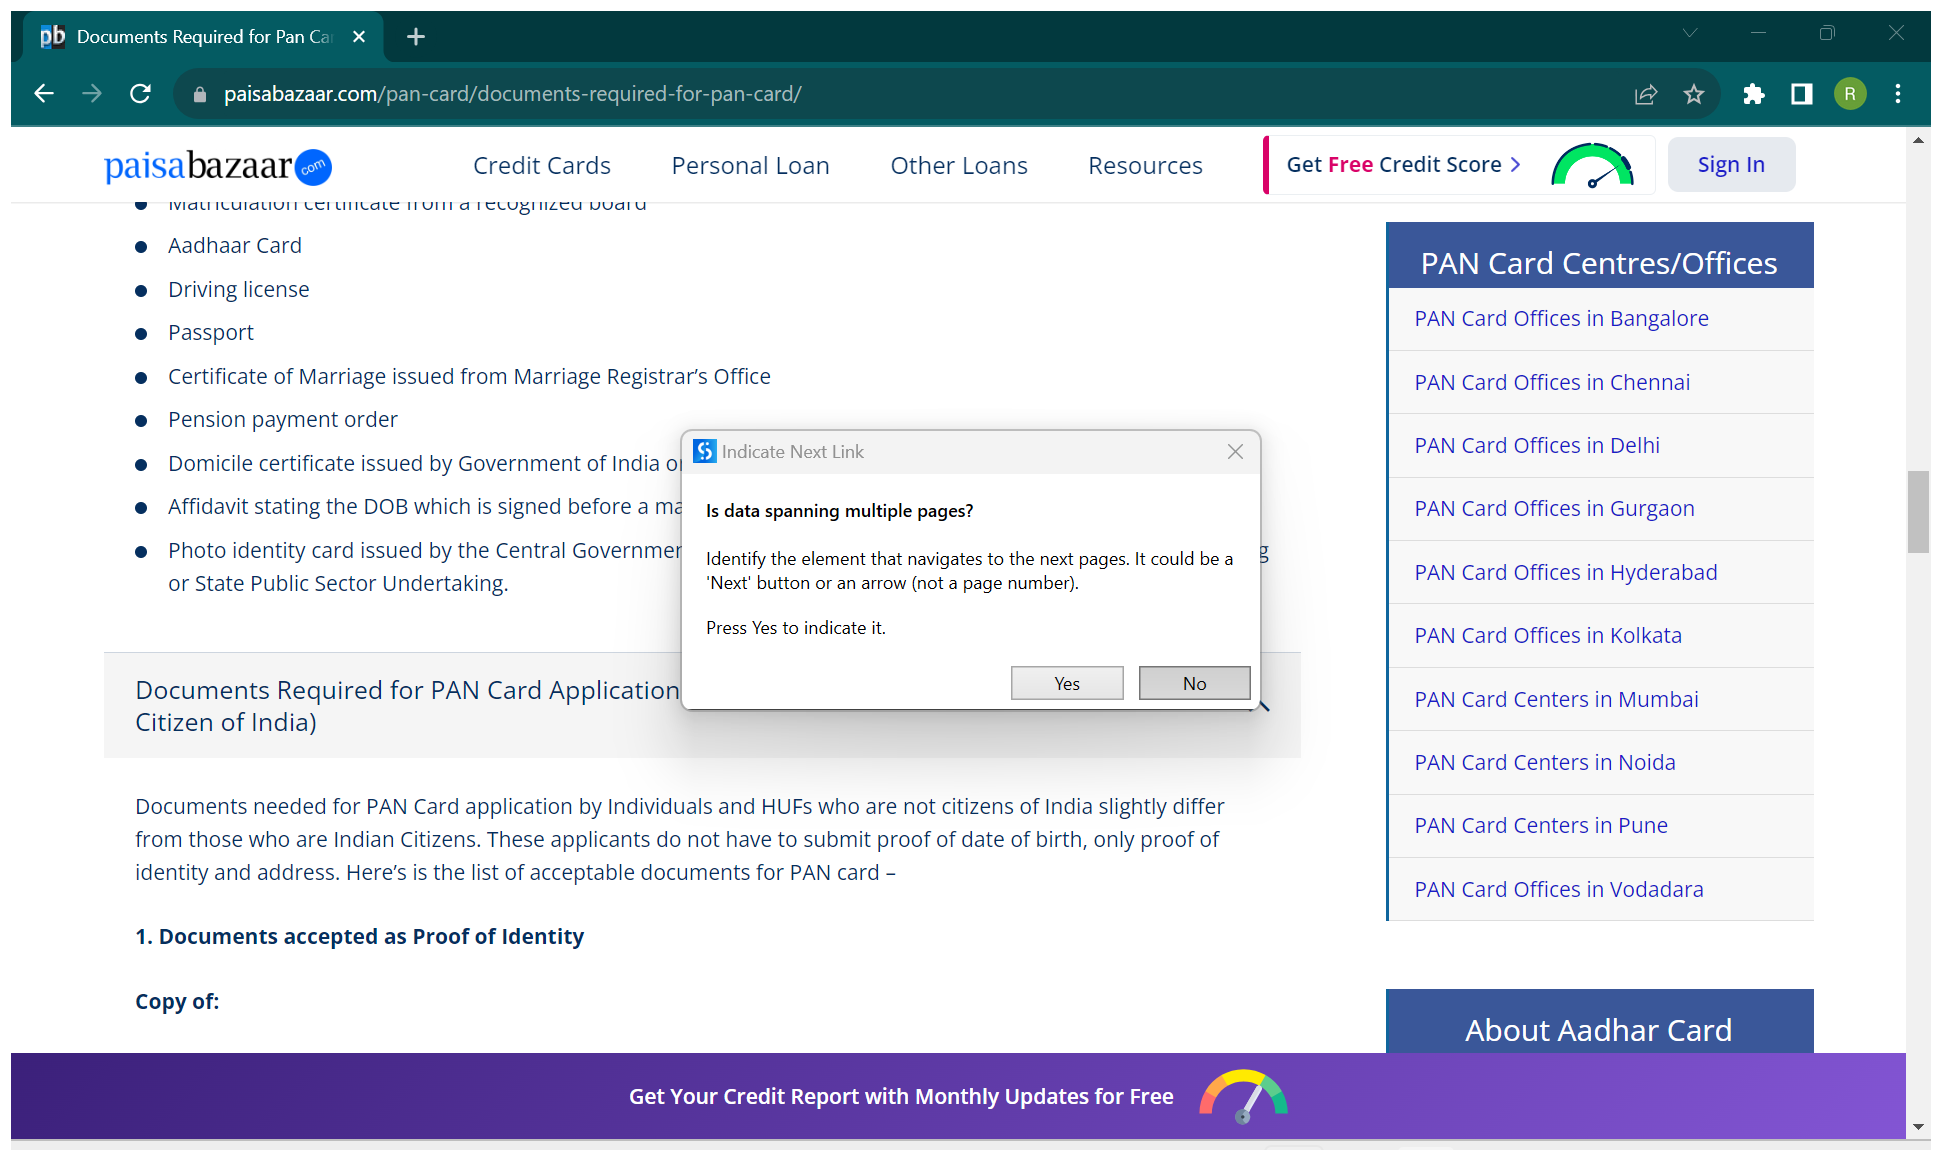 pb Documents Required for Pan Ca
paisabazaar.com/pan-card/documents-required-for-pan-card/
R
paisabazaar com
Credit Cards
Personal Loan
Other Loans
Resources
Get Free Credit Score >
Sign In
Matriculation certificate from a recognized board
Aadhaar Card
Driving license
Passport
Certificate of Marriage issued from Marriage Registrar’s Office
Pension payment order
Domicile certificate issued by Government of India or
Affidavit stating the DOB which is signed before a ma
Photo identity card issued by the Central Governmen
g
or State Public Sector Undertaking.
Documents Required for PAN Card Application
Citizen of India)
Documents needed for PAN Card application by Individuals and HUFs who are not citizens of India slightly differ
from those who are Indian Citizens. These applicants do not have to submit proof of date of birth, only proof of
identity and address. Here’s is the list of acceptable documents for PAN card –
1. Documents accepted as Proof of Identity
Copy of:
Indicate Next Link
Is data spanning multiple pages?
Identify the element that navigates to the next pages. It could be a
'Next' button or an arrow (not a page number).
Press Yes to indicate it.
Yes
No
PAN Card Centres/Offices
PAN Card Offices in Bangalore
PAN Card Offices in Chennai
PAN Card Offices in Delhi
PAN Card Offices in Gurgaon
PAN Card Offices in Hyderabad
PAN Card Offices in Kolkata
PAN Card Centers in Mumbai
PAN Card Centers in Noida
PAN Card Centers in Pune
PAN Card Offices in Vodadara
About Aadhar Card
Get Your Credit Report with Monthly Updates for Free